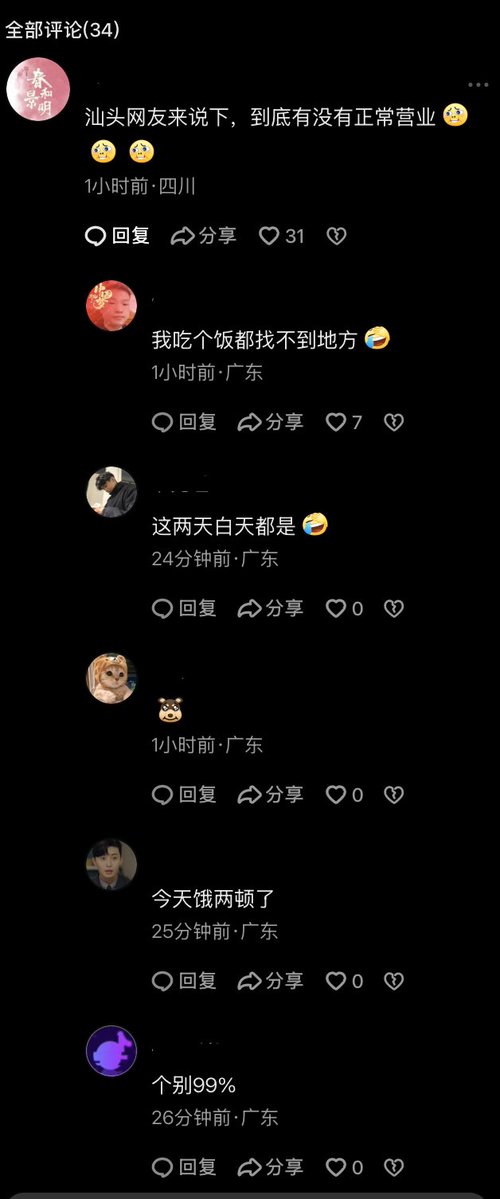 全部评论(34)
春和景明
汕头网友来说下，到底有没有正常营业
1小时前·四川
回复 分享 31
我吃个饭都找不到地方
1小时前·广东
回复 分享 7
这两天白天都是
24分钟前·广东
回复 分享 0
1小时前·广东
回复 分享 0
今天饿两顿了
25分钟前·广东
回复 分享 0
个别99%
26分钟前·广东
回复 分享 0